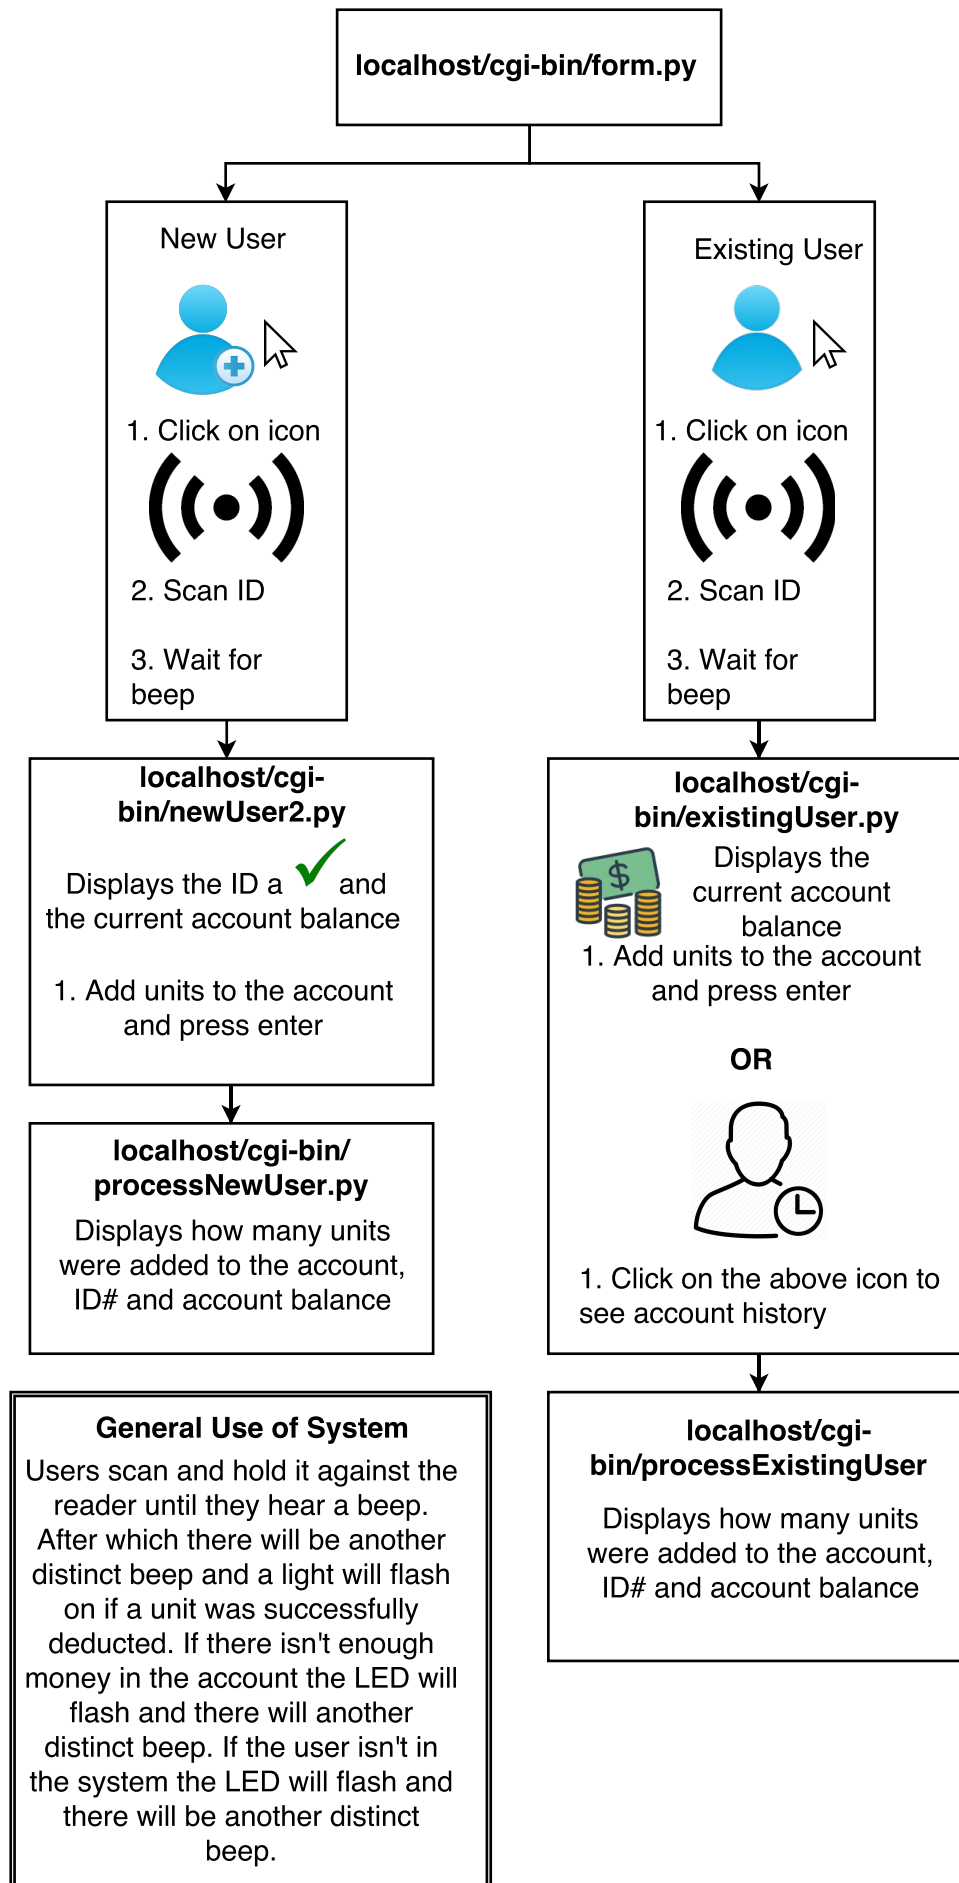 localhost/cgi-bin/form.py
New User
1. Click on icon
2. Scan ID
3. Wait for
beep
Existing User
1. Click on icon
2. Scan ID
3. Wait for
beep
localhost/cgi-
bin/newUser2.py
Displays the ID a and
the current account balance
1. Add units to the account
and press enter
localhost/cgi-bin/
processNewUser.py
Displays how many units
were added to the account,
ID# and account balance
localhost/cgi-
bin/existingUser.py
$
Displays the
current account
balance
1. Add units to the account
and press enter
OR
1. Click on the above icon to
see account history
localhost/cgi-
bin/processExistingUser
Displays how many units
were added to the account,
ID# and account balance
General Use of System
Users scan and hold it against the
reader until they hear a beep.
After which there will be another
distinct beep and a light will flash
on if a unit was successfully
deducted. If there isn't enough
money in the account the LED will
flash and there will another
distinct beep. If the user isn't in
the system the LED will flash and
there will be another distinct
beep.